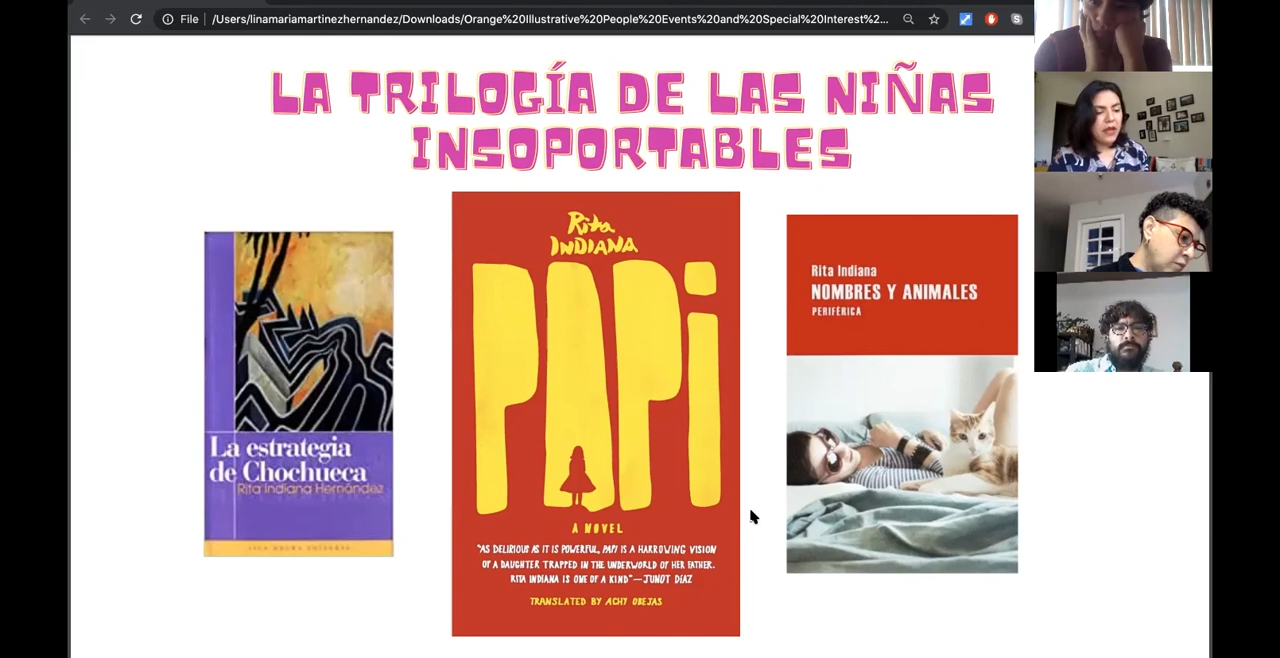 File
/Users/linamariamartinezhernandez/Downloads/Orange%20Illustrative%20People%20Events%20and%20Special%20Interest%2...
LA TRILOGÍA DE LAS NIÑAS
INSOPORTABLES
La estrategia
de Chochueca
Rita Indiana Hernández
Rita
INDIANA
PAPI
A NOVEL
"AS DELIRIOUS AS IT IS POWERFUL, PAPI IS A HARROWING VISION
OF A DAUGHTER TRAPPED IN THE UNDERWORLD OF HER FATHER.
RITA INDIANA IS ONE OF A KIND"—JUNOT DÍAZ
TRANSLATED BY ACHY OBEJAS
Rita Indiana
NOMBRES Y ANIMALES
PERIFÉRICA